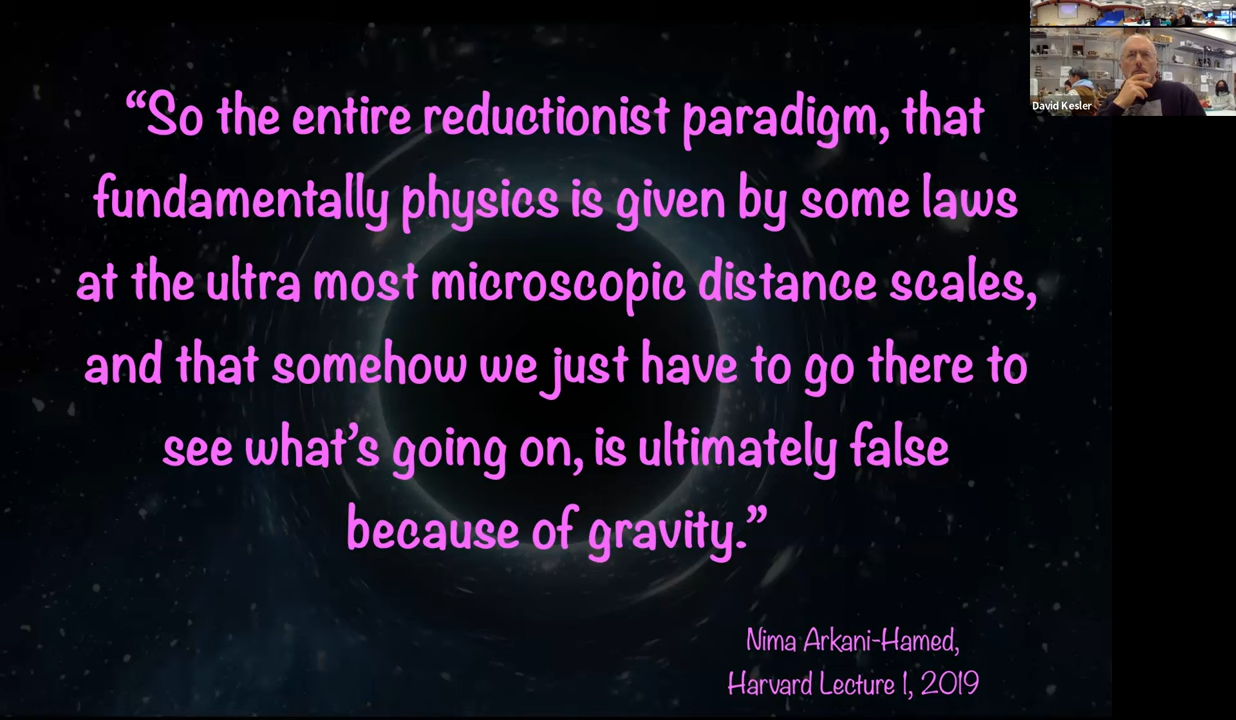 “So the entire reductionist paradigm, that
fundamentally physics is given by some laws
at the ultra most microscopic distance scales,
and that somehow we just have to go there to
see what’s going on, is ultimately false
because of gravity.”
Nima Arkani-Hamed,
Harvard Lecture 1, 2019
David Kesler